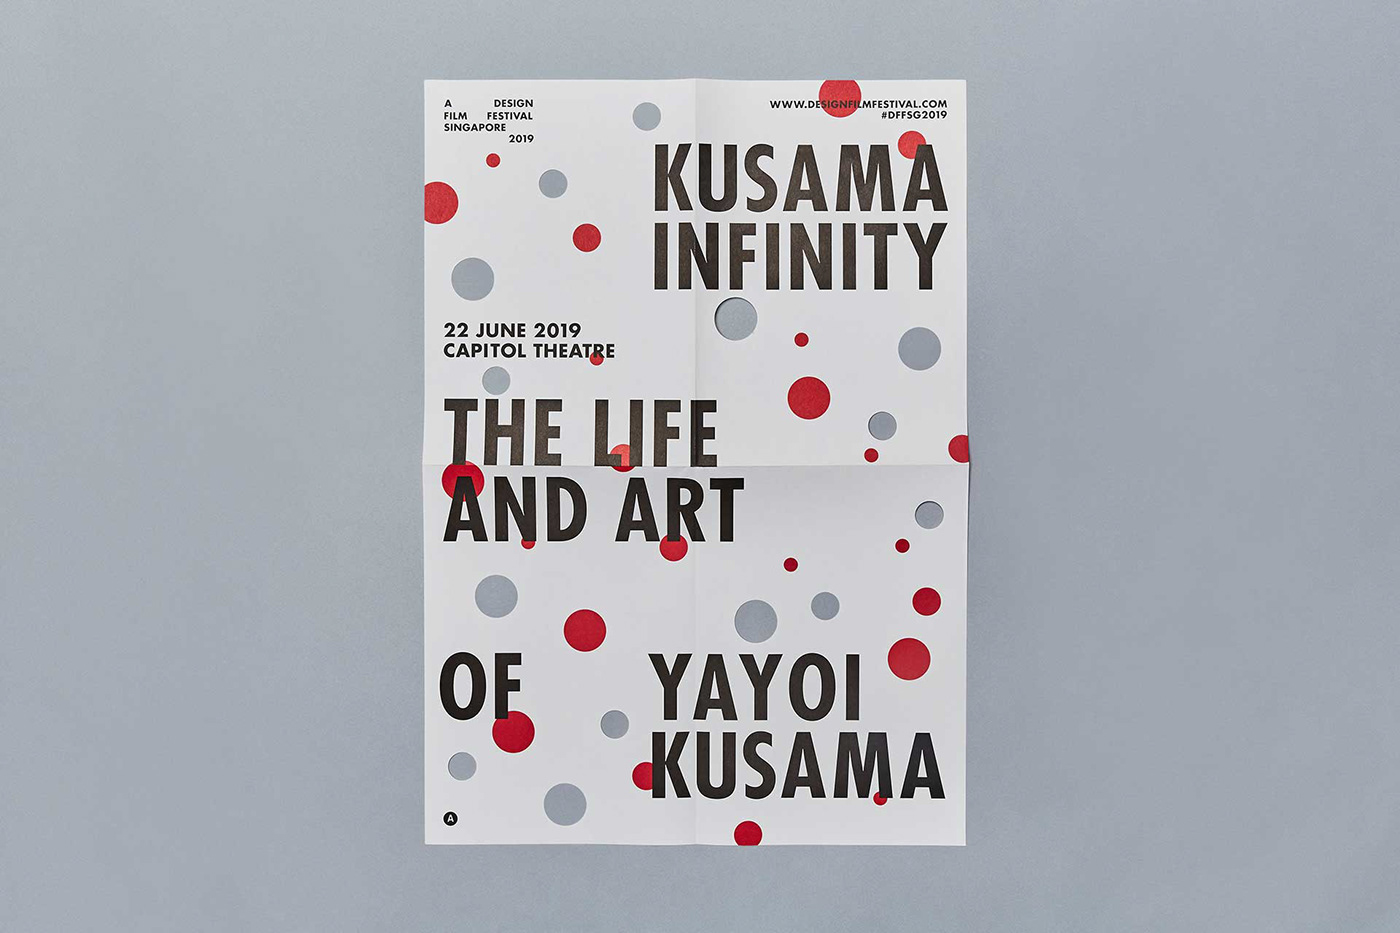 A DESIGN
FILM FESTIVAL
SINGAPORE
2019
WWW.DESIGNFILMFESTIVAL.COM
#DFFSG2019
KUSAMA
INFINITY
22 JUNE 2019
CAPITOL THEATRE
THE LIFE
AND ART
OF YAYOI
KUSAMA
A